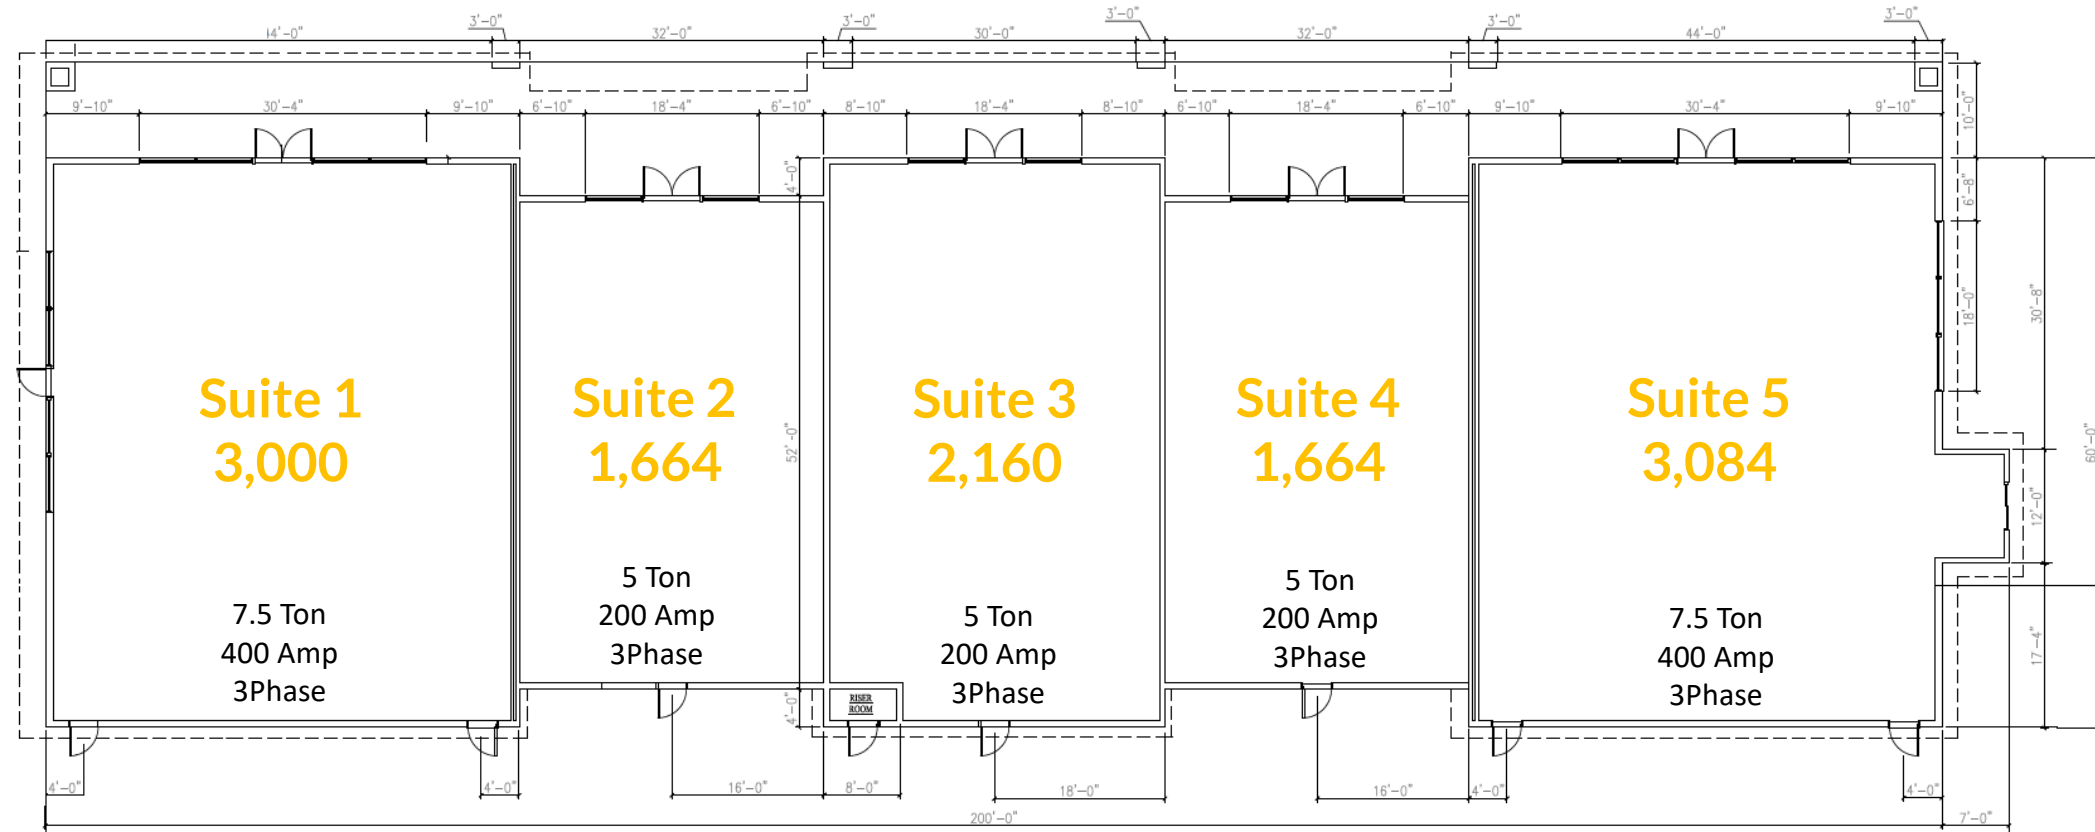 14'-0" 3'-0" 32'-0" 3'-0" 30'-0" 3'-0" 32'-0" 3'-0" 44'-0" 3'-0"
9'-10" 30'-4" 9'-10" 6'-10" 18'-4" 6'-10" 8'-10" 18'-4" 8'-10" 6'-10" 18'-4" 6'-10" 9'-10" 30'-4" 9'-10"
10'-0"
4'-0"
6'-8"
18'-0"
30'-8"
Suite 1
3,000
Suite 2
1,664
Suite 3
2,160
Suite 4
1,664
Suite 5
3,084
52'-0"
60'-0"
12'-0"
7.5 Ton
400 Amp
3Phase
5 Ton
200 Amp
3Phase
5 Ton
200 Amp
3Phase
5 Ton
200 Amp
3Phase
7.5 Ton
400 Amp
3Phase
17'-4"
4'-0"
RISER
ROOM
4'-0" 4'-0" 16'-0" 8'-0" 18'-0" 16'-0" 4'-0" 4'-0"
200'-0" 7'-0"